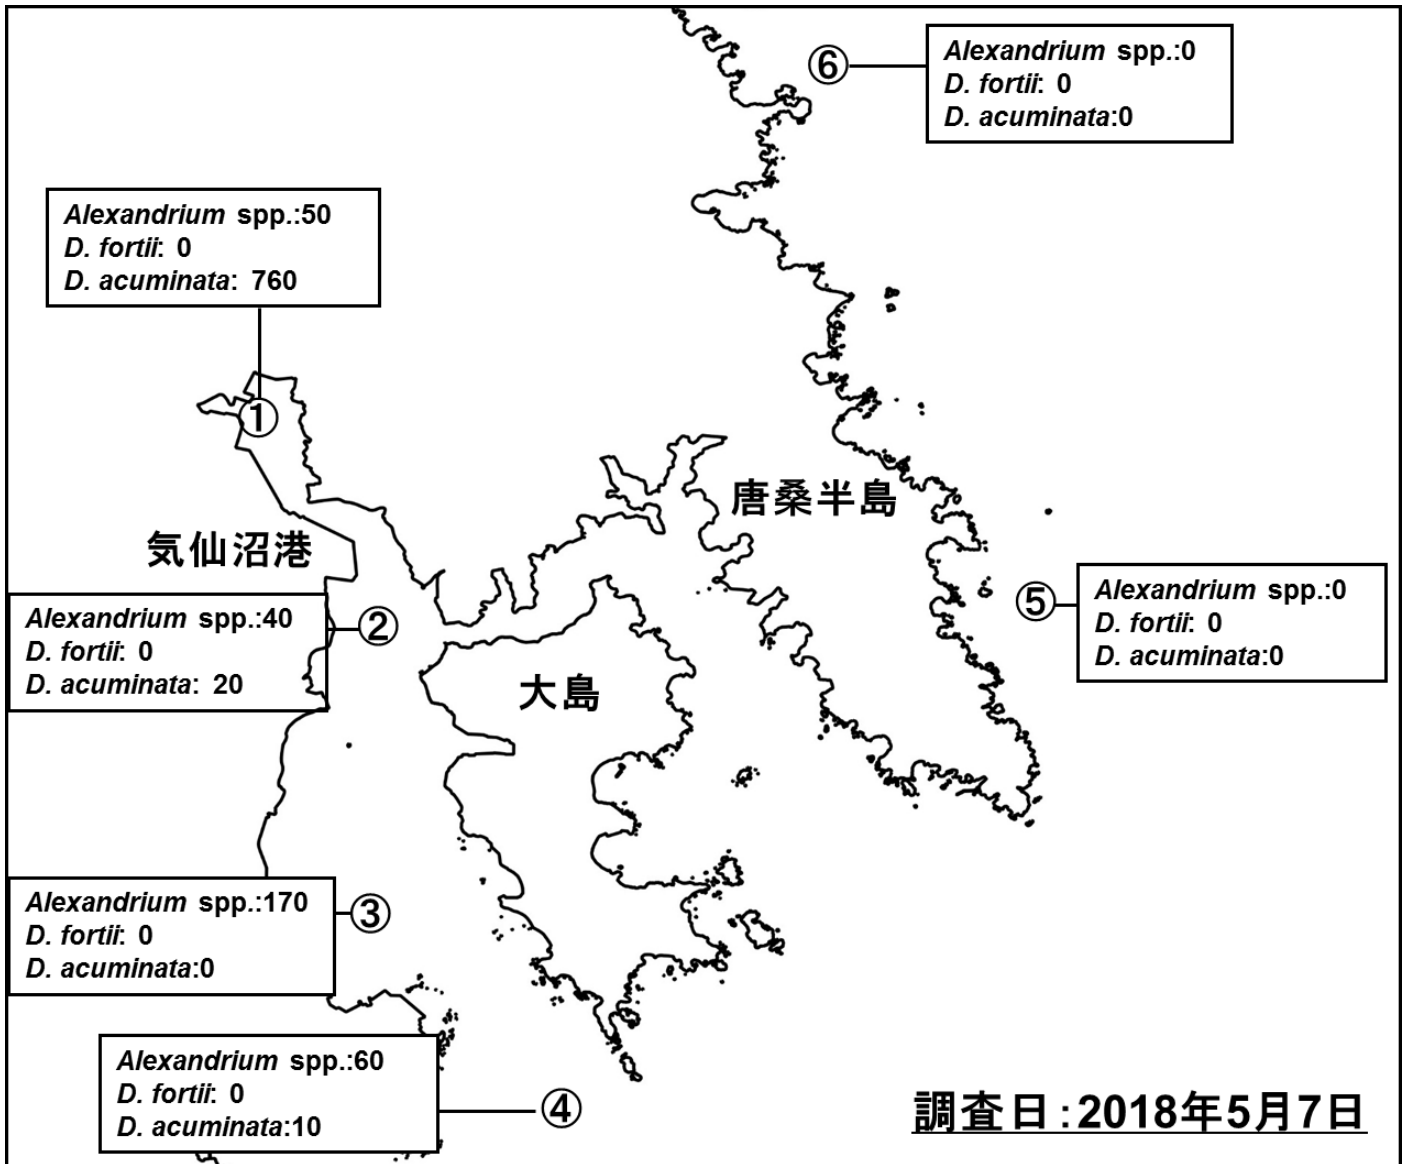 ⑥
Alexandrium spp.:0
D. fortii: 0
D. acuminata:0
Alexandrium spp.:50
D. fortii: 0
D. acuminata: 760
①
唐桑半島
気仙沼港
Alexandrium spp.:40
D. fortii: 0
D. acuminata: 20
②
⑤
Alexandrium spp.:0
D. fortii: 0
D. acuminata:0
大島
Alexandrium spp.:170
D. fortii: 0
D. acuminata:0
③
Alexandrium spp.:60
D. fortii: 0
D. acuminata:10
④
調査日:2018年5月7日